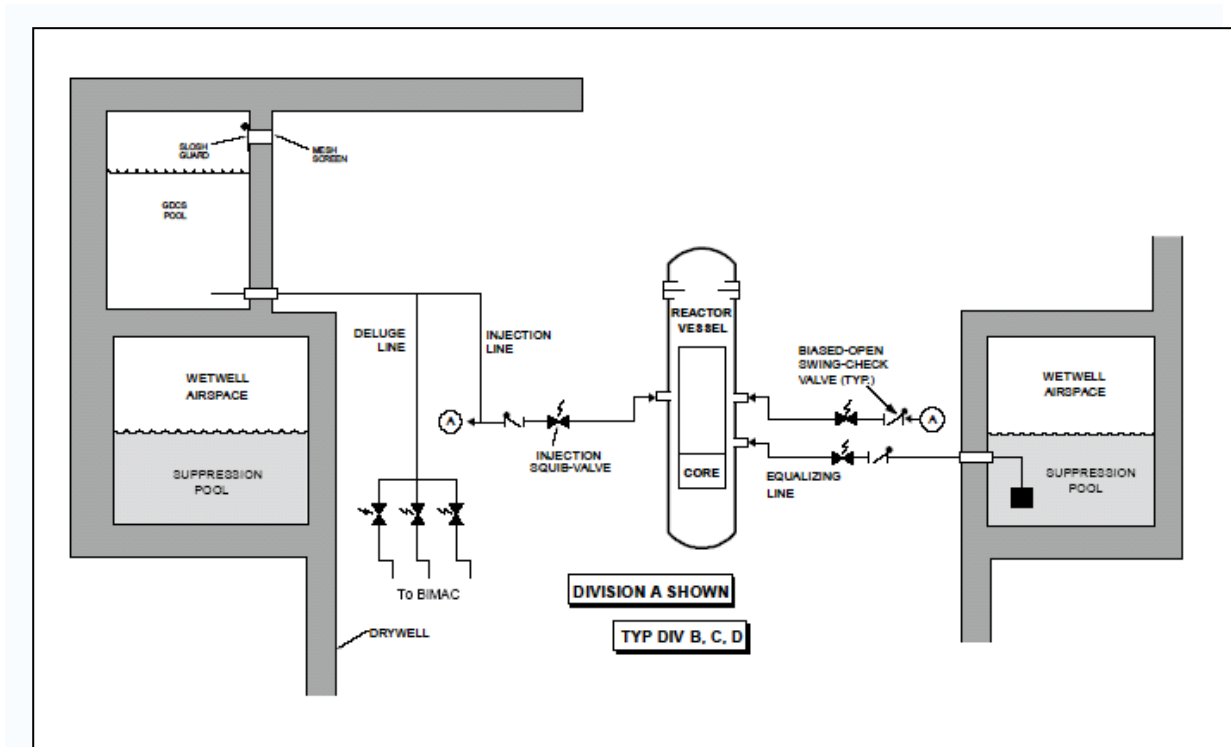 SLOSH
GUARD
MESH
SCREEN
GDCS
POOL
DELUGE
LINE
INJECTION
LINE
REACTOR
VESSEL
BIASED-OPEN
SWING-CHECK
VALVE (TYP.)
WETWELL
AIRSPACE
WETWELL
AIRSPACE
A
A
INJECTION
SQUIB-VALVE
CORE
EQUALIZING
LINE
SUPPRESSION
POOL
SUPPRESSION
POOL
To BIMAC
DIVISION A SHOWN
TYP DIV B, C, D
DRYWELL